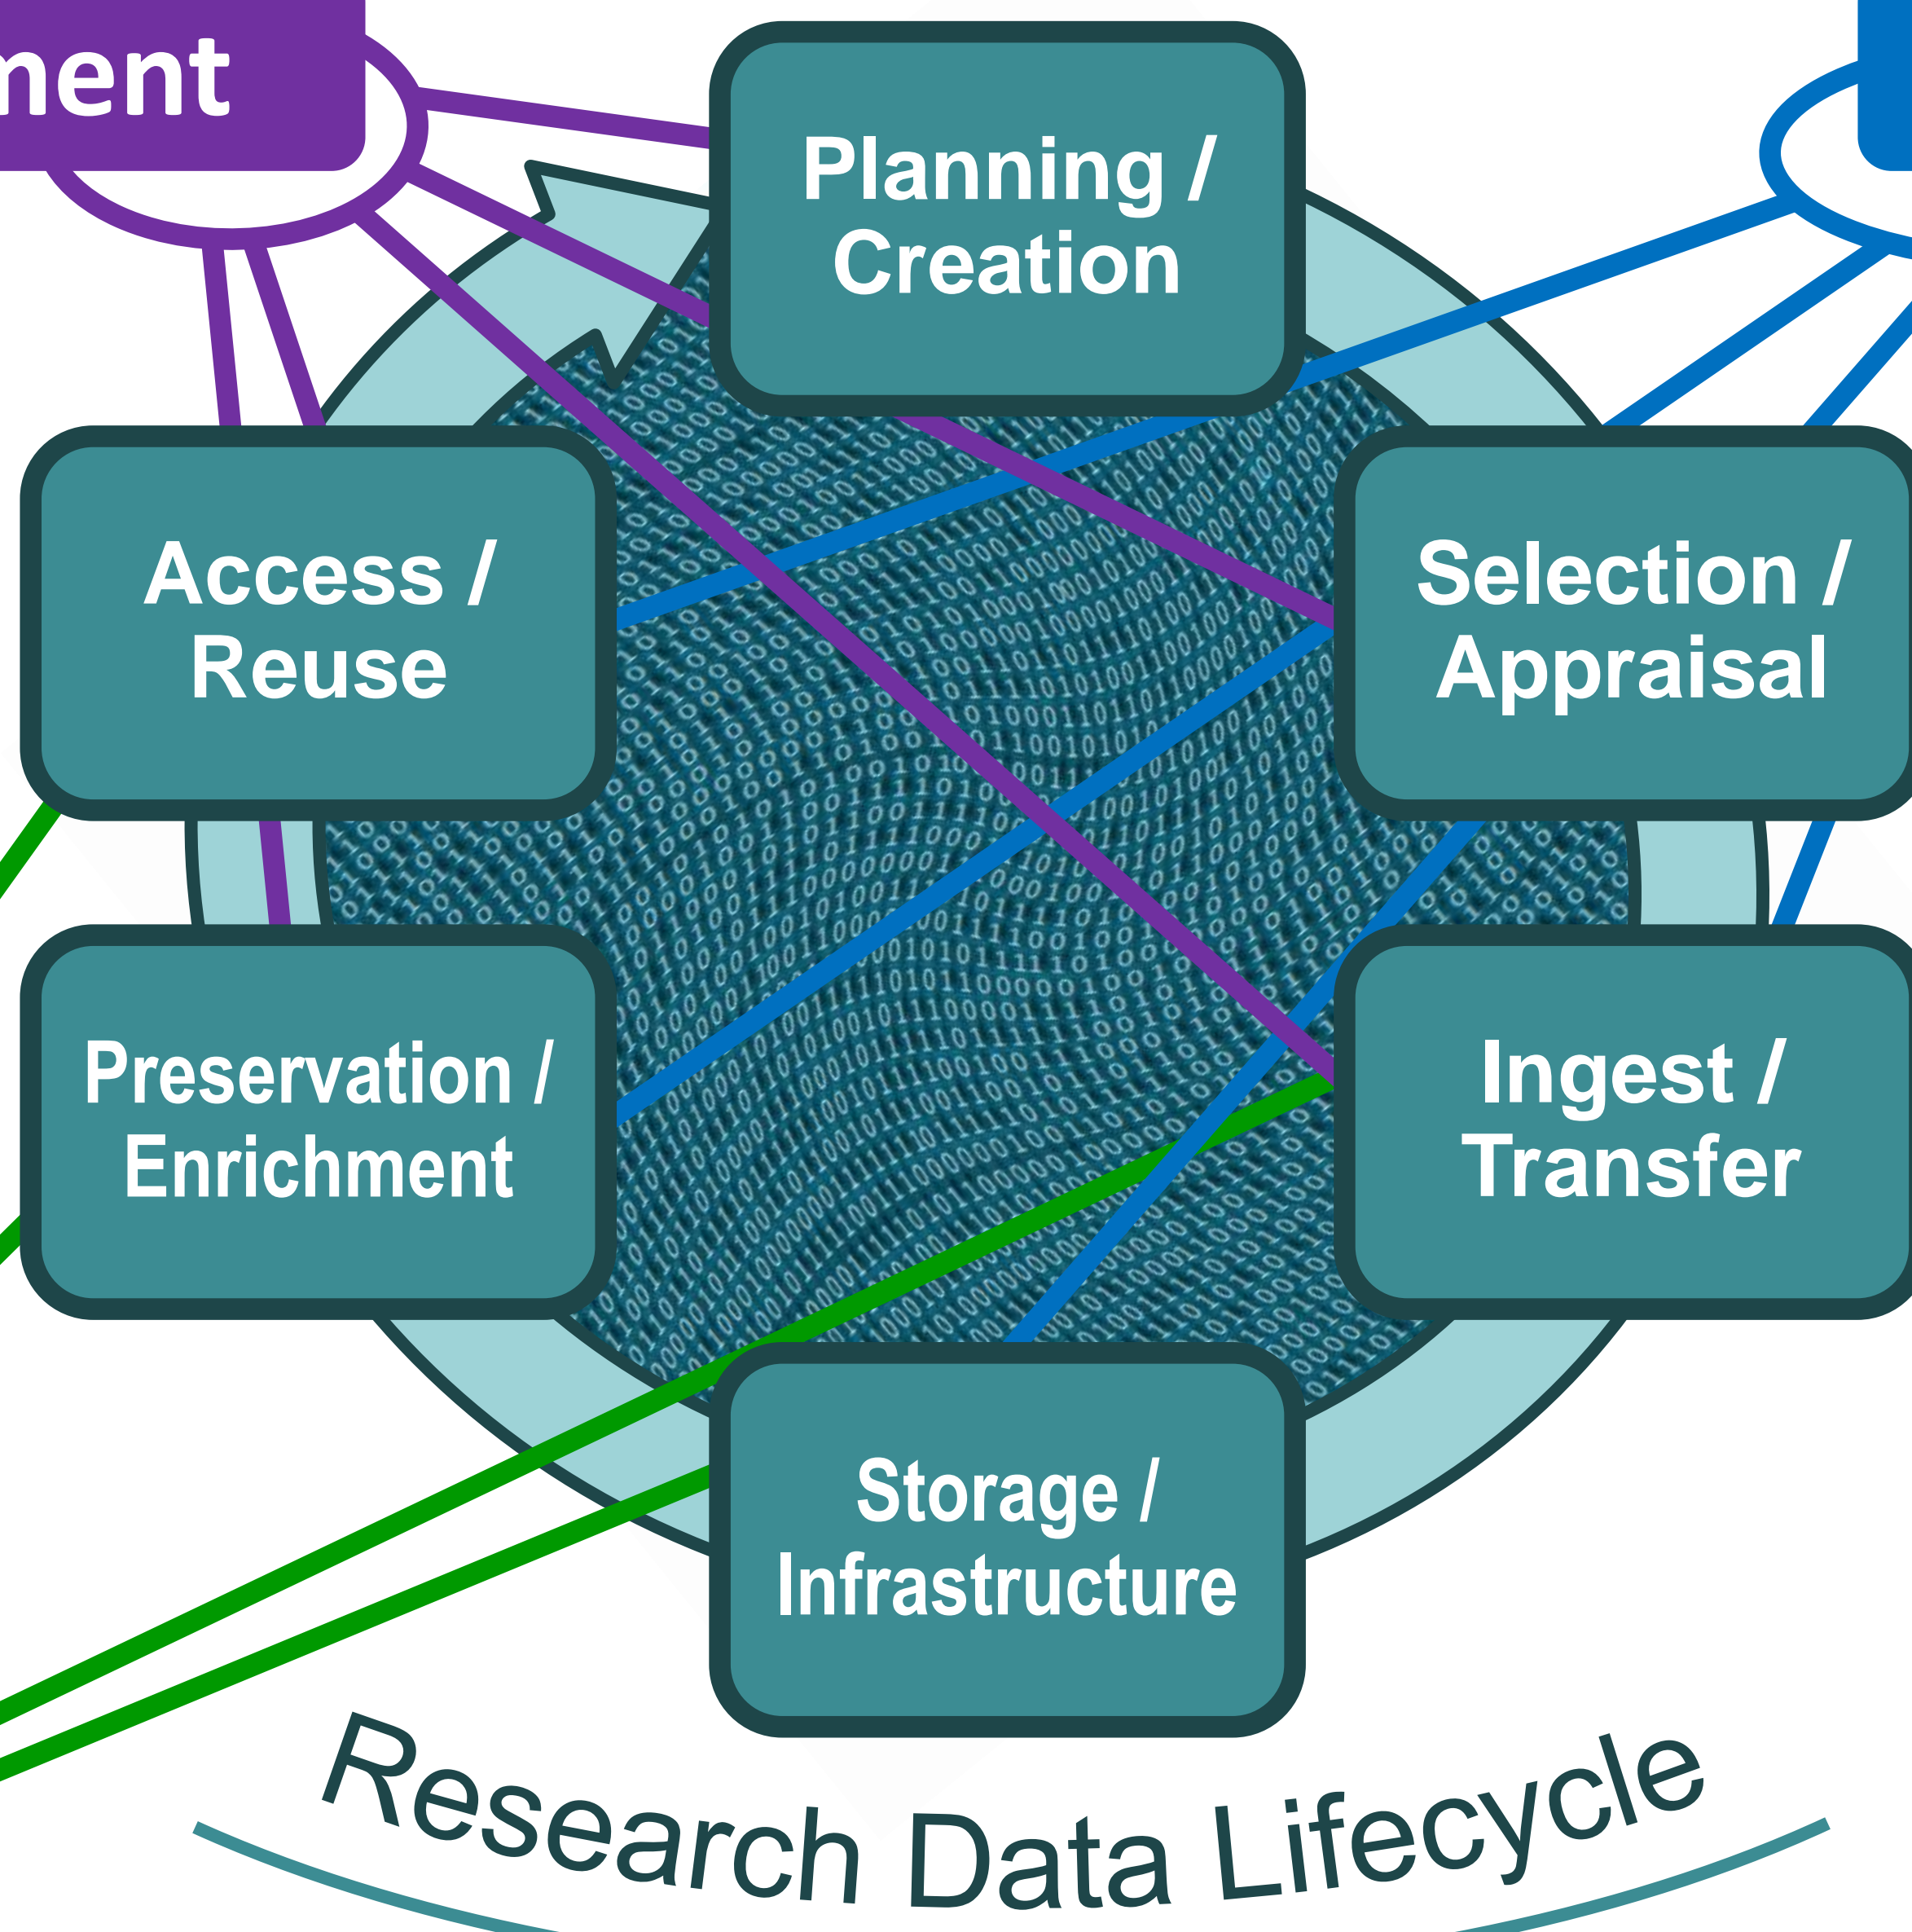 ment
Planning /
Creation
Access /
Reuse
Selection /
Appraisal
Preservation /
Enrichment
Ingest /
Transfer
Storage /
Infrastructure
Research Data Lifecycle